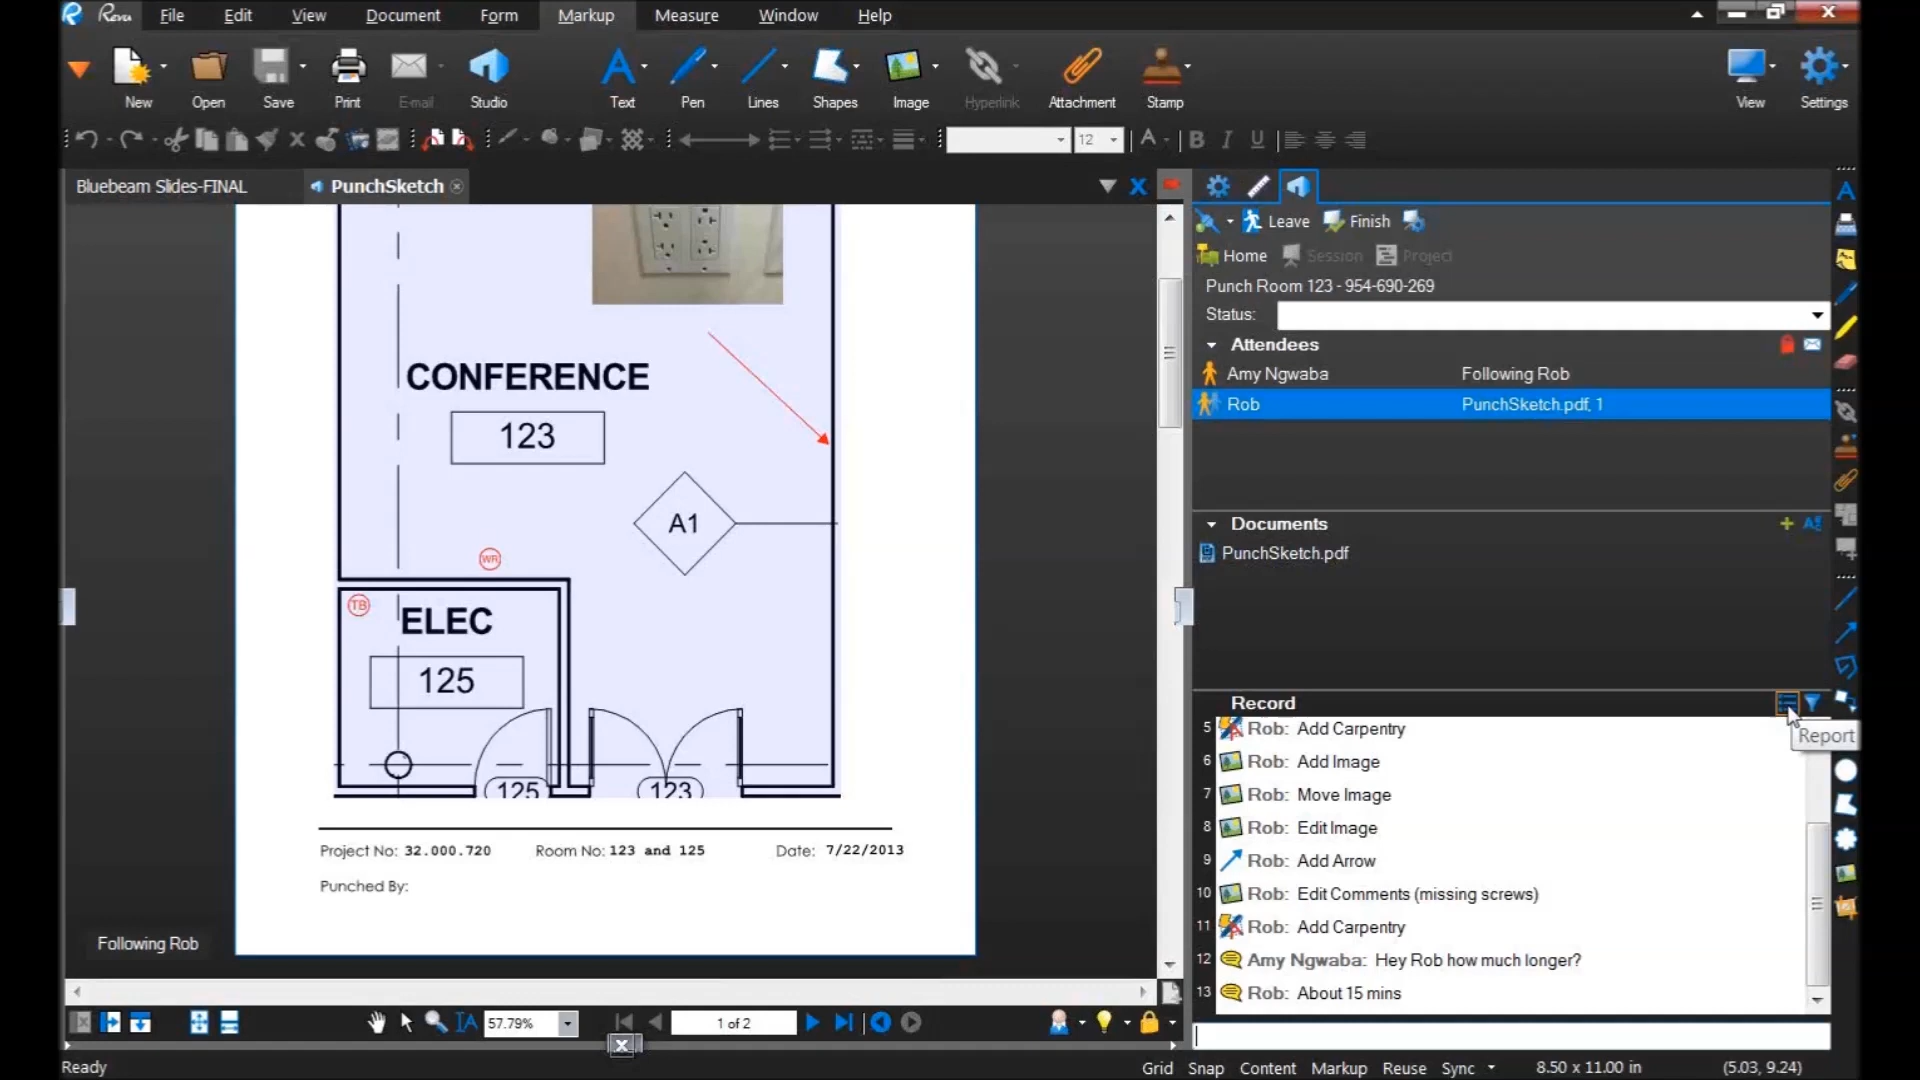 Revu File Edit View Document Form Markup Measure Window Help
New Open Save Print E-mail Studio Text Pen Lines Shapes Image Hyperlink Attachment Stamp View Settings
12 A B I U
Bluebeam Slides-FINAL PunchSketch
CONFERENCE
123
A1
WR
TB
ELEC
125
125 123
Project No: 32.000.720 Room No: 123 and 125 Date: 7/22/2013
Punched By:
Following Rob
57.79% 1 of 2
Ready
Leave Finish
Home Session Project
Punch Room 123 - 954-690-269
Status:
Attendees
Amy Ngwaba Following Rob
Rob PunchSketch.pdf, 1
Documents
PunchSketch.pdf
Record
Report
5 Rob: Add Carpentry
6 Rob: Add Image
7 Rob: Move Image
8 Rob: Edit Image
9 Rob: Add Arrow
10 Rob: Edit Comments (missing screws)
11 Rob: Add Carpentry
12 Amy Ngwaba: Hey Rob how much longer?
13 Rob: About 15 mins
Grid Snap Content Markup Reuse Sync 8.50 x 11.00 in (5.03, 9.24)